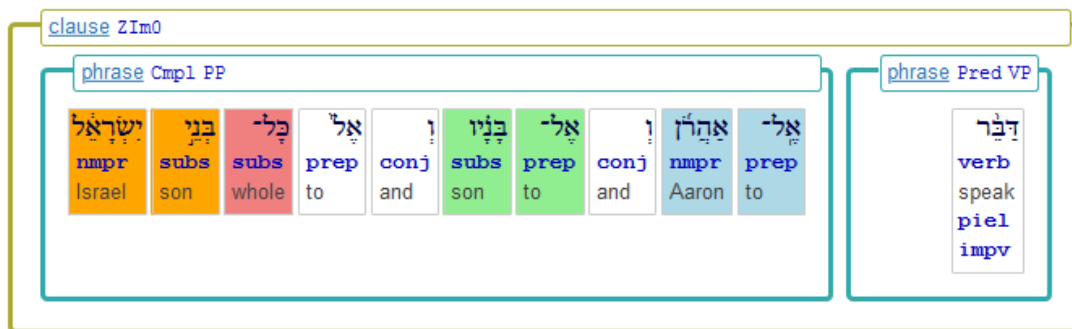 clause ZIm0
phrase Cmpl PP phrase Pred VP
דַּבֵּ֨ר אֶֽל־ אַהֲרֹ֜ן וְ אֶל־ בָּנָ֗יו וְ אֶל֙ כָּל־ בְּנֵ֣י יִשְׂרָאֵ֔ל
nmpr subs subs prep conj subs prep conj nmpr prep verb
Israel son whole to and son to and Aaron to speak
piel
impv